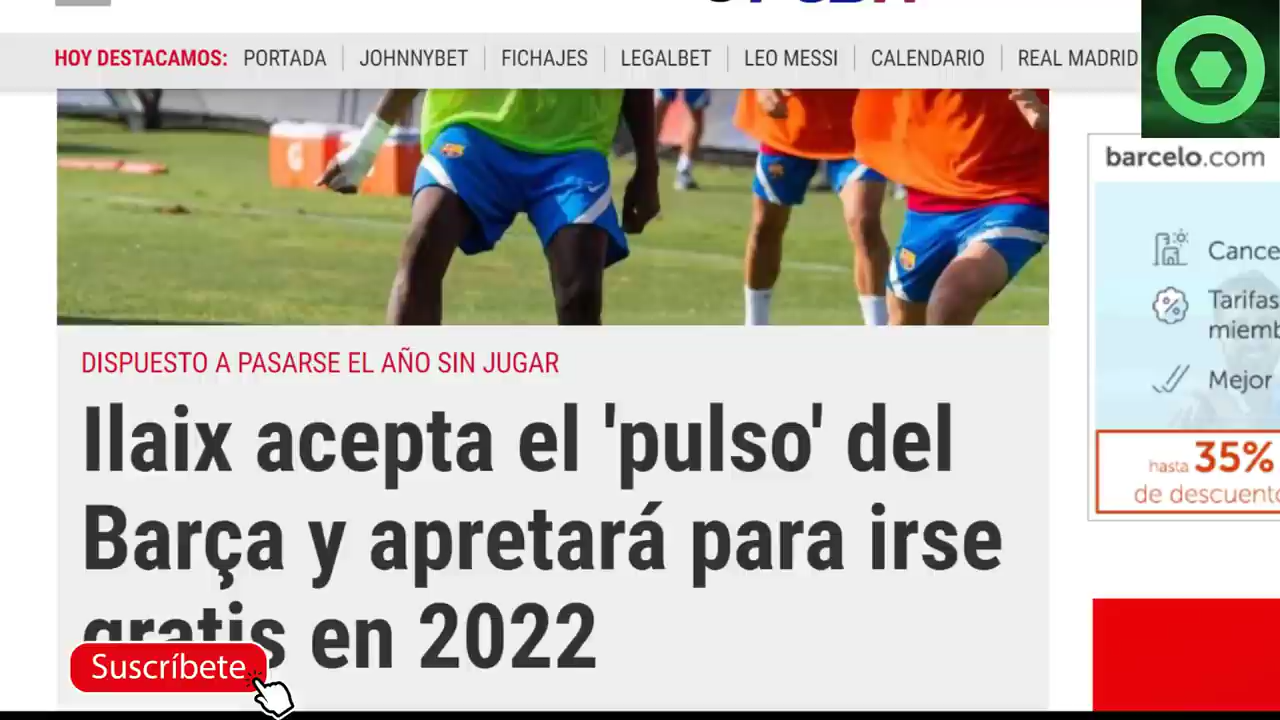 HOY DESTACAMOS: PORTADA JOHNNYBET FICHAJES LEGALBET LEO MESSI CALENDARIO REAL MADRID
barcelo.com
Cance
Tarifas
miemb
Mejor
hasta 35%
de descuento
DISPUESTO A PASARSE EL AÑO SIN JUGAR
Ilaix acepta el 'pulso' del
Barça y apretará para irse
gratis en 2022
Suscríbete